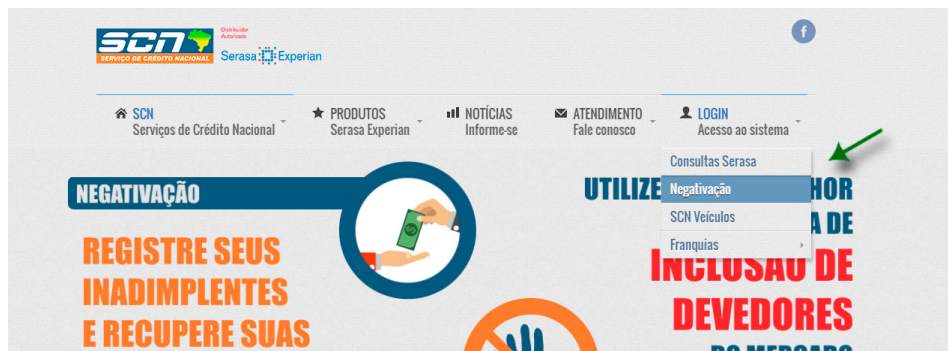 SCN
SERVIÇO DE CRÉDITO NACIONAL
Distribuidor
Autorizado
Serasa Experian
f
SCN
Serviços de Crédito Nacional
PRODUTOS
Serasa Experian
NOTÍCIAS
Informe-se
ATENDIMENTO
Fale conosco
LOGIN
Acesso ao sistema
Consultas Serasa
Negativação
SCN Veículos
Franquias
NEGATIVAÇÃO
REGISTRE SEUS
INADIMPLENTES
E RECUPERE SUAS
UTILIZE HOR
A DE
INCLUSÃO DE
DEVEDORES
DO MERCADO